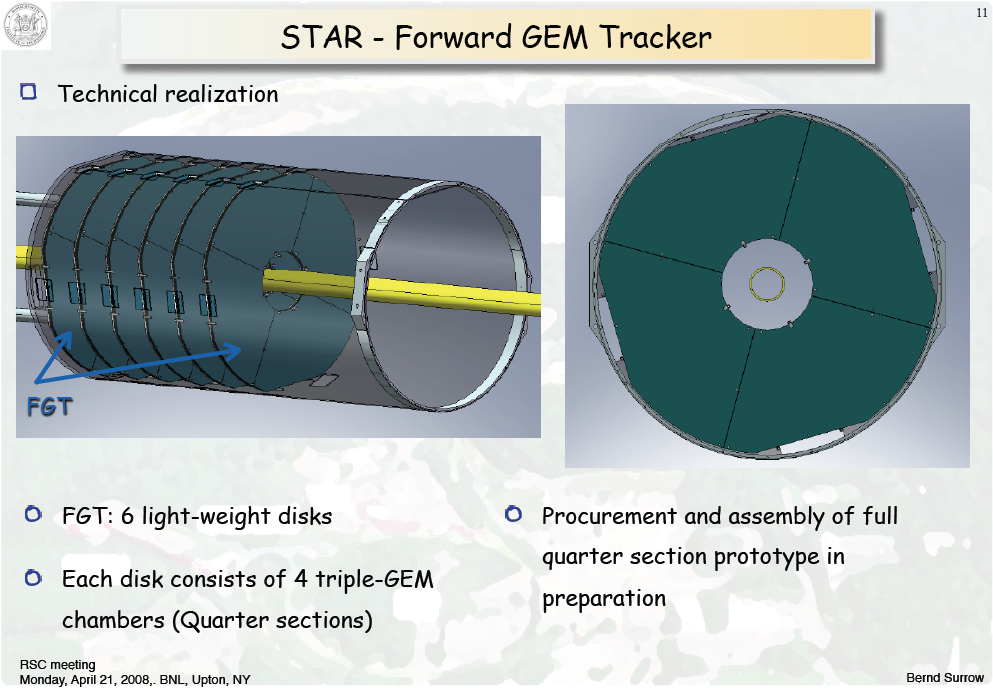 11
STAR - Forward GEM Tracker
Technical realization
FGT
FGT: 6 light-weight disks
Each disk consists of 4 triple-GEM
chambers (Quarter sections)
Procurement and assembly of full
quarter section prototype in
preparation
RSC meeting
Monday, April 21, 2008,. BNL, Upton, NY
Bernd Surrow